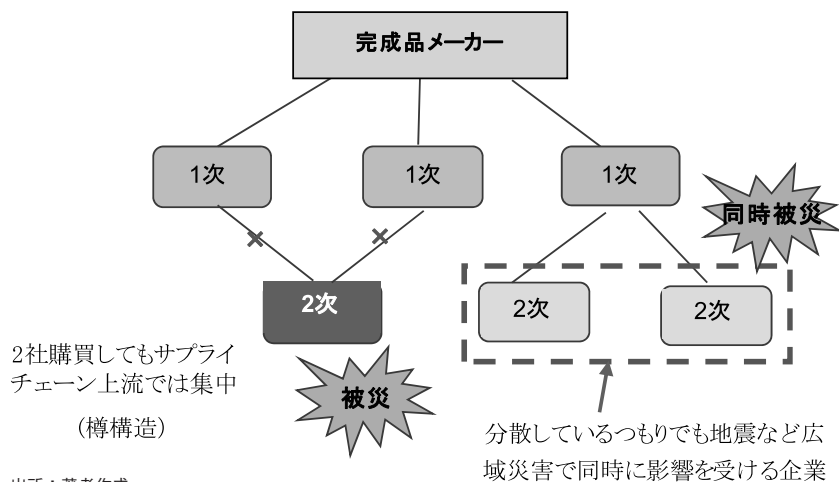 完成品メーカー
1次
1次
1次
同時被災
2次
2次
2次
2社購買してもサプライ
チェーン上流では集中
(樽構造)
被災
分散しているつもりでも地震など広
域災害で同時に影響を受ける企業